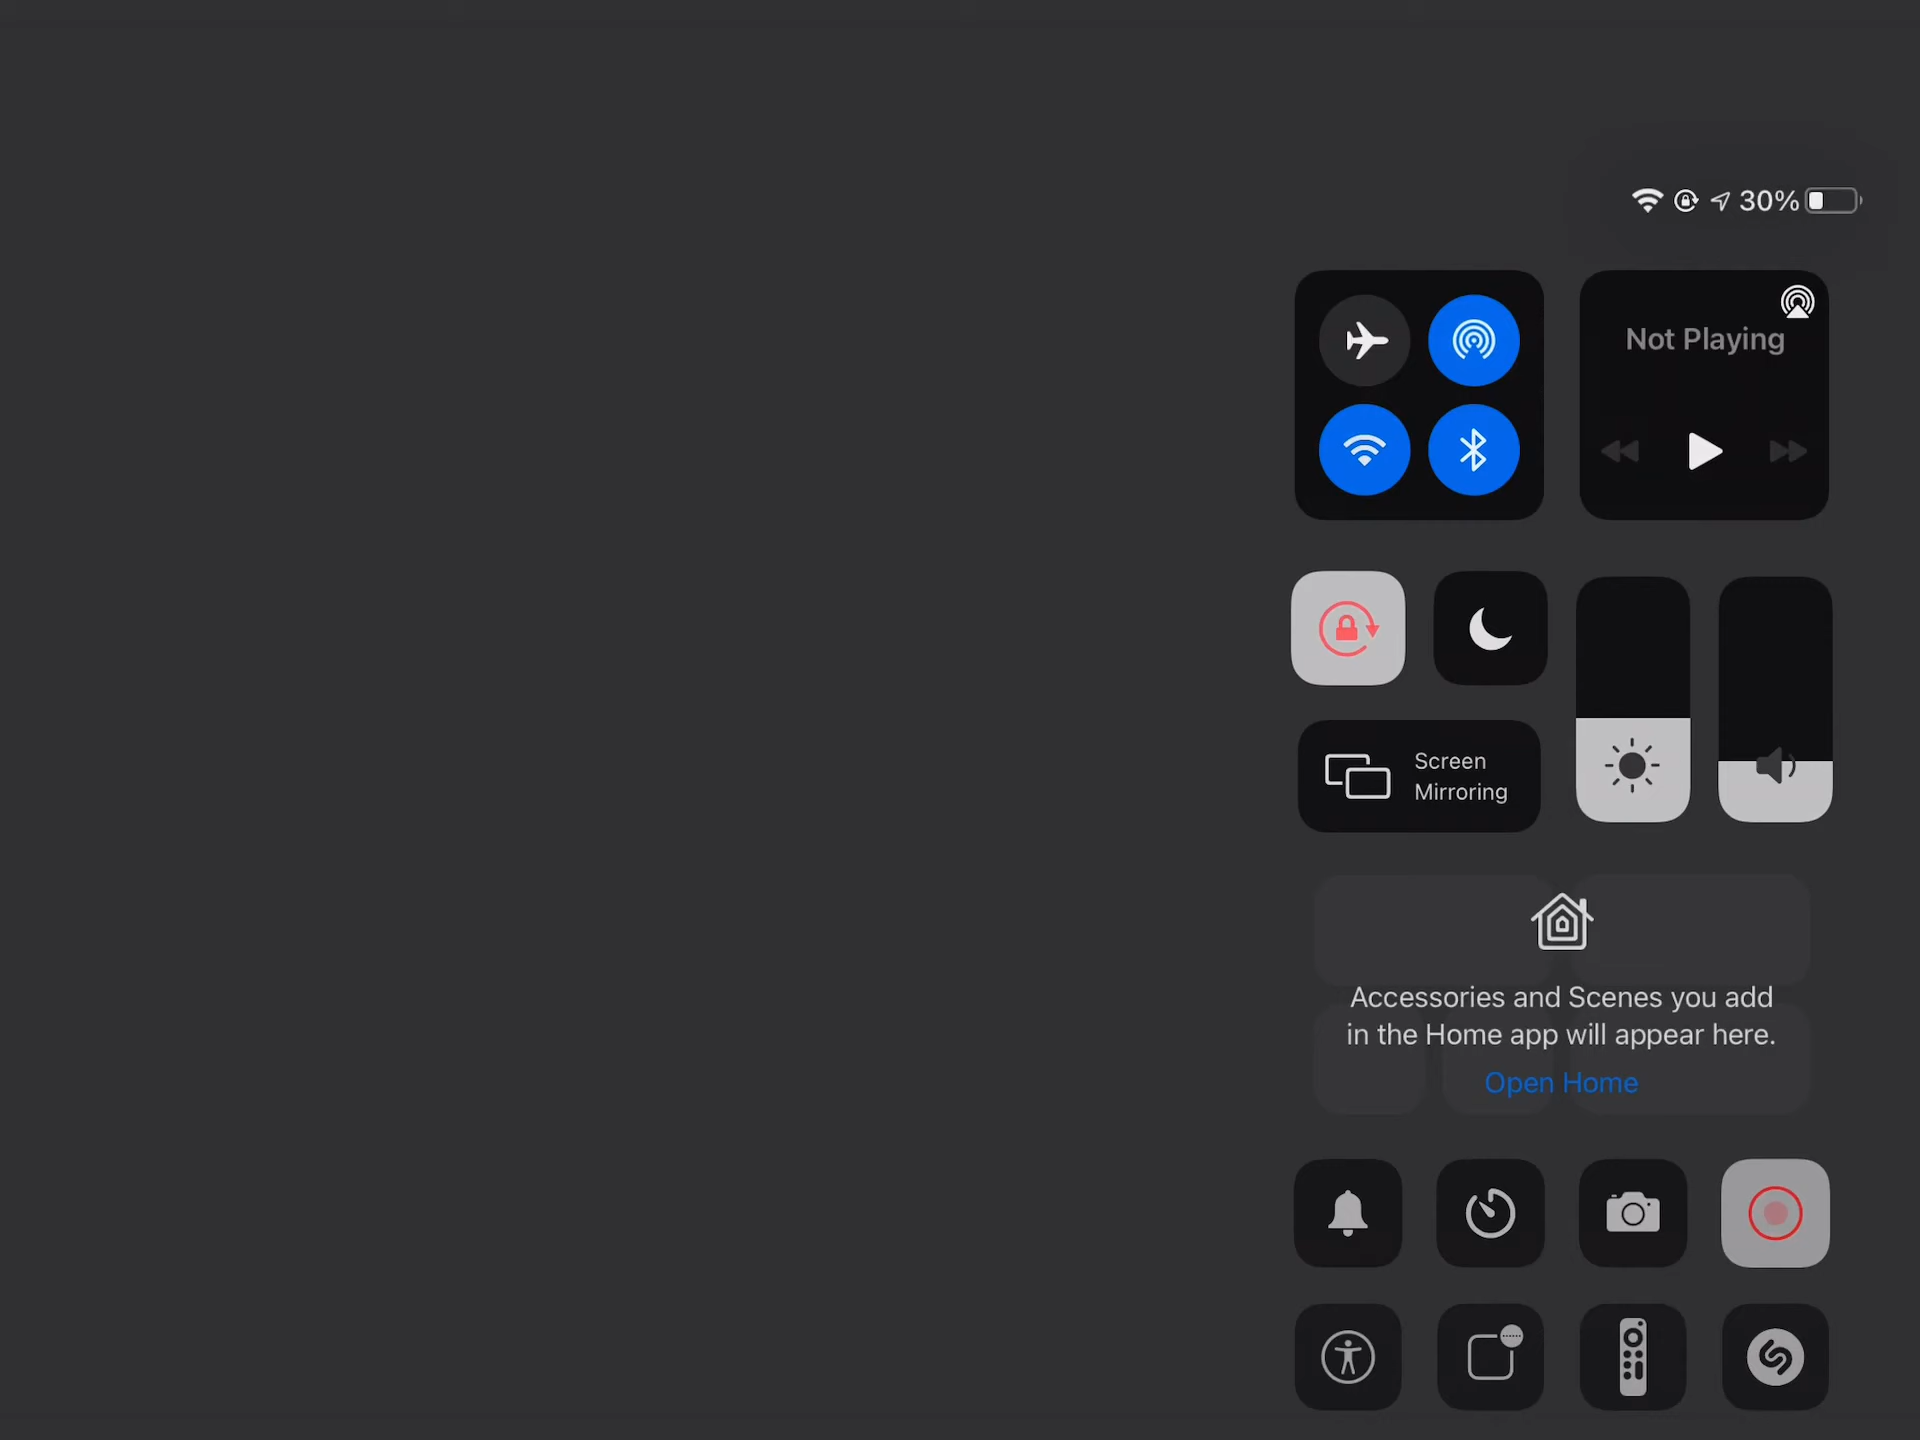 30%
Not Playing
Screen
Mirroring
Accessories and Scenes you add
in the Home app will appear here.
Open Home